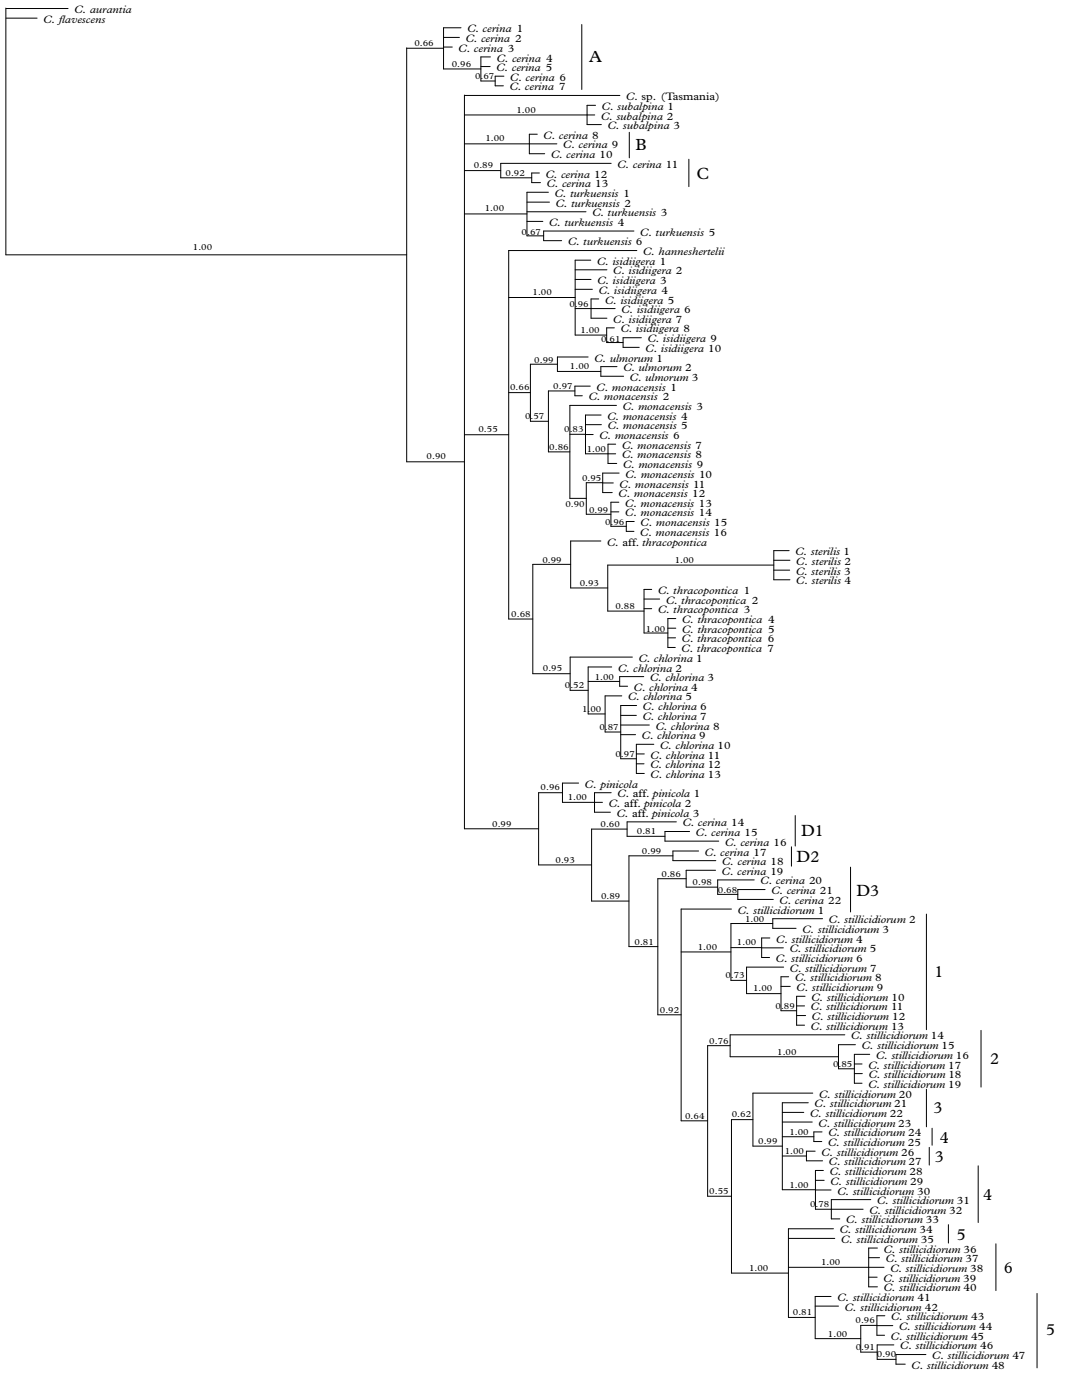 C. aurantia
C. flavescens
C. cerina 1
C. cerina 2
0.66
C. cerina 3
C. cerina 4
A
0.96
C. cerina 5
0.67
C. cerina 6
C. cerina 7
C. sp. (Tasmania)
C. subalpina 1
1.00
C. subalpina 2
C. subalpina 3
C. cerina 8
1.00
C. cerina 9
B
C. cerina 10
0.89
C. cerina 11
0.92
C. cerina 12
C
C. cerina 13
C. turkuensis 1
C. turkuensis 2
1.00
C. turkuensis 3
C. turkuensis 4
0.67
C. turkuensis 5
C. turkuensis 6
1.00
C. hanneshertelii
C. isidiigera 1
C. isidiigera 2
C. isidiigera 3
1.00
C. isidiigera 4
0.96
C. isidiigera 5
C. isidiigera 6
C. isidiigera 7
1.00
C. isidiigera 8
0.61
C. isidiigera 9
C. isidiigera 10
0.99
C. ulmorum 1
1.00
C. ulmorum 2
C. ulmorum 3
0.66
0.97
C. monacensis 1
C. monacensis 2
C. monacensis 3
0.57
C. monacensis 4
C. monacensis 5
0.55
0.83
C. monacensis 6
0.86
1.00
C. monacensis 7
C. monacensis 8
0.90
C. monacensis 9
0.95
C. monacensis 10
C. monacensis 11
C. monacensis 12
0.90
C. monacensis 13
0.99
C. monacensis 14
0.96
C. monacensis 15
C. monacensis 16
C. aff. thracopontica
0.99
1.00
C. sterilis 1
C. sterilis 2
C. sterilis 3
C. sterilis 4
0.93
C. thracopontica 1
C. thracopontica 2
0.68
0.88
C. thracopontica 3
C. thracopontica 4
1.00
C. thracopontica 5
C. thracopontica 6
C. thracopontica 7
C. chlorina 1
0.95
C. chlorina 2
1.00
C. chlorina 3
0.52
C. chlorina 4
C. chlorina 5
1.00
C. chlorina 6
C. chlorina 7
0.87
C. chlorina 8
C. chlorina 9
C. chlorina 10
0.97
C. chlorina 11
C. chlorina 12
C. chlorina 13
0.96
C. pinicola
1.00
C. aff. pinicola 1
C. aff. pinicola 2
C. aff. pinicola 3
0.99
0.60
C. cerina 14
0.81
C. cerina 15
D1
C. cerina 16
0.93
0.99
C. cerina 17
D2
C. cerina 18
0.86
C. cerina 19
0.98
C. cerina 20
0.68
C. cerina 21
D3
C. cerina 22
0.89
C. stillicidiorum 1
1.00
C. stillicidiorum 2
C. stillicidiorum 3
0.81
1.00
1.00
C. stillicidiorum 4
C. stillicidiorum 5
C. stillicidiorum 6
0.73
C. stillicidiorum 7
1
C. stillicidiorum 8
1.00
C. stillicidiorum 9
C. stillicidiorum 10
0.92
0.89
C. stillicidiorum 11
C. stillicidiorum 12
C. stillicidiorum 13
0.76
C. stillicidiorum 14
1.00
C. stillicidiorum 15
C. stillicidiorum 16
2
0.85
C. stillicidiorum 17
C. stillicidiorum 18
C. stillicidiorum 19
C. stillicidiorum 20
C. stillicidiorum 21
3
0.64
0.62
C. stillicidiorum 22
C. stillicidiorum 23
0.99
1.00
C. stillicidiorum 24
4
C. stillicidiorum 25
1.00
C. stillicidiorum 26
3
C. stillicidiorum 27
C. stillicidiorum 28
0.55
1.00
C. stillicidiorum 29
C. stillicidiorum 30
4
0.78
C. stillicidiorum 31
C. stillicidiorum 32
C. stillicidiorum 33
C. stillicidiorum 34
5
C. stillicidiorum 35
C. stillicidiorum 36
C. stillicidiorum 37
1.00
1.00
C. stillicidiorum 38
6
C. stillicidiorum 39
C. stillicidiorum 40
C. stillicidiorum 41
0.81
C. stillicidiorum 42
0.96
C. stillicidiorum 43
C. stillicidiorum 44
1.00
C. stillicidiorum 45
5
0.91
C. stillicidiorum 46
0.90
C. stillicidiorum 47
C. stillicidiorum 48